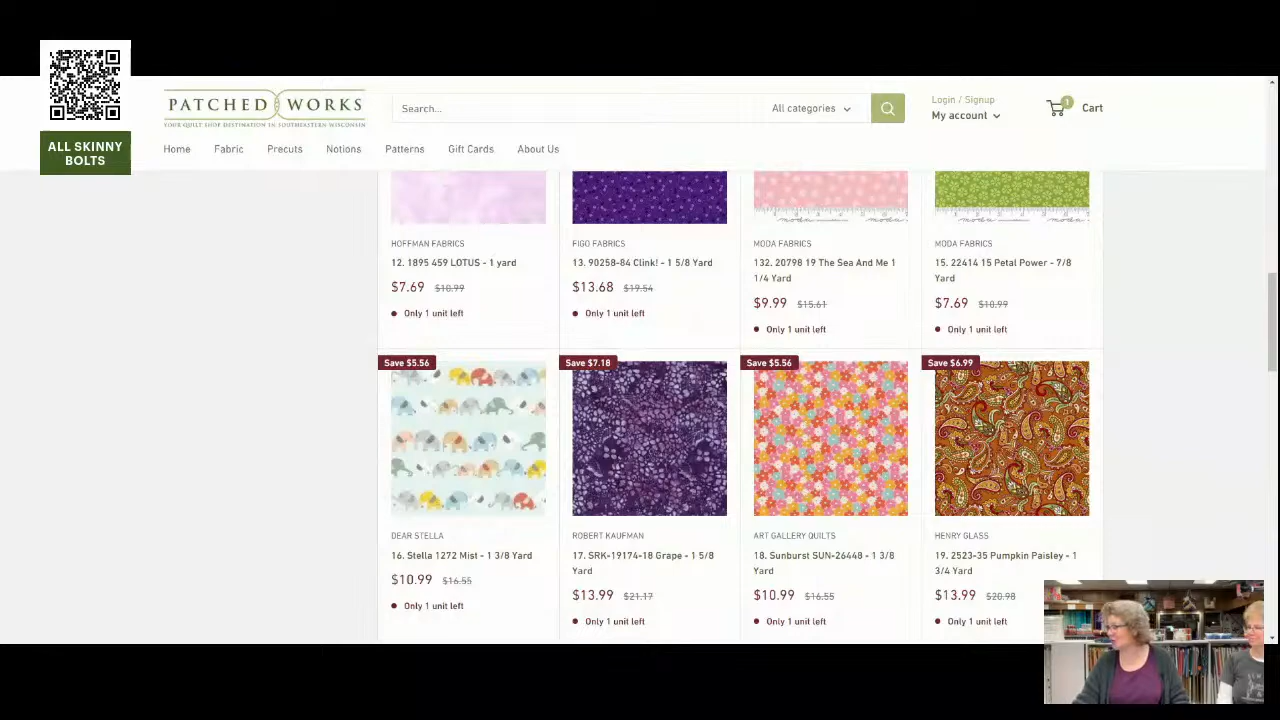 ALL SKINNY
BOLTS
PATCHED WORKS
YOUR QUILT SHOP DESTINATION IN SOUTHEASTERN WISCONSIN
Search...
All categories
Login / Signup
My account
1
Cart
Home
Fabric
Precuts
Notions
Patterns
Gift Cards
About Us
moda
moda
moda
moda
HOFFMAN FABRICS
12. 1895 459 LOTUS - 1 yard
$7.69 $10.99
Only 1 unit left
FIGO FABRICS
13. 90258-84 Clink! - 1 5/8 Yard
$13.68 $19.54
Only 1 unit left
MODA FABRICS
132. 20798 19 The Sea And Me 1
1/4 Yard
$9.99 $15.61
Only 1 unit left
MODA FABRICS
15. 22414 15 Petal Power - 7/8
Yard
$7.69 $10.99
Only 1 unit left
Save $5.56
DEAR STELLA
16. Stella 1272 Mist - 1 3/8 Yard
$10.99 $16.55
Only 1 unit left
Save $7.18
ROBERT KAUFMAN
17. SRK-19174-18 Grape - 1 5/8
Yard
$13.99 $21.17
Only 1 unit left
Save $5.56
ART GALLERY QUILTS
18. Sunburst SUN-26448 - 1 3/8
Yard
$10.99 $16.55
Only 1 unit left
Save $6.99
HENRY GLASS
19. 2523-35 Pumpkin Paisley - 1
3/4 Yard
$13.99 $20.98
Only 1 unit left